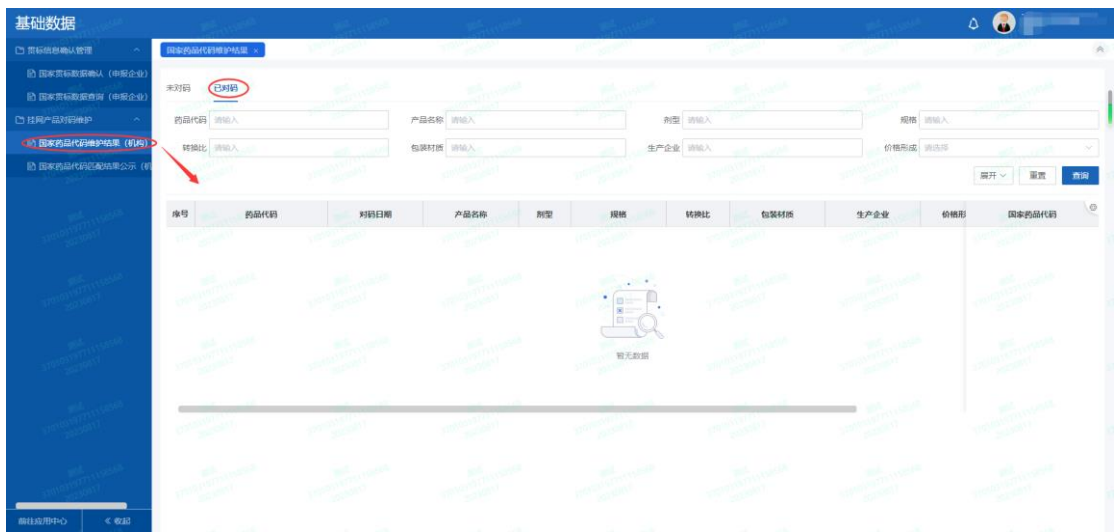 基础数据
贯标信息确认管理
国家药品代码维护结果 ×
国家贯标数据确认（申报企业）
国家贯标数据查询（申报企业）
挂网产品对码维护
国家药品代码维护结果（机构）
国家药品代码匹配结果公示（机
未对码 已对码
药品代码 请输入 产品名称 请输入 剂型 请输入 规格 请输入
转换比 请输入 包装材质 请输入 生产企业 请输入 价格形成 请选择
展开 重置 查询
序号 药品代码 对码日期 产品名称 剂型 规格 转换比 包装材质 生产企业 价格形 国家药品代码
暂无数据
前往应用中心 《 收起